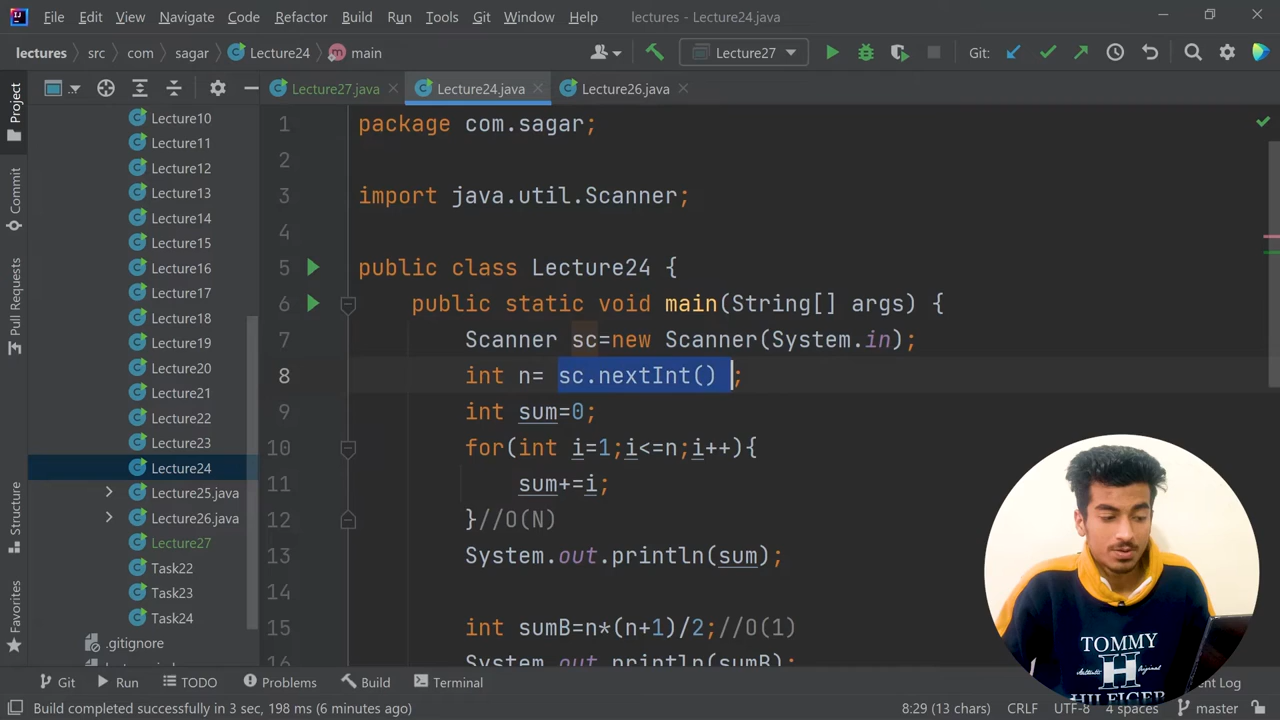 File Edit View Navigate Code Refactor Build Run Tools Git Window Help lectures - Lecture24.java
lectures src com sagar Lecture24 main Lecture27 Git:
Project
Commit
Pull Requests
Structure
Favorites
Lecture27.java Lecture24.java Lecture26.java
Lecture10
Lecture11
Lecture12
Lecture13
Lecture14
Lecture15
Lecture16
Lecture17
Lecture18
Lecture19
Lecture20
Lecture21
Lecture22
Lecture23
Lecture24
Lecture25.java
Lecture26.java
Lecture27
Task22
Task23
Task24
.gitignore
1 package com.sagar;
2
3 import java.util.Scanner;
4
5 public class Lecture24 {
6 public static void main(String[] args) {
7 Scanner sc=new Scanner(System.in);
8 int n= sc.nextInt() ;
9 int sum=0;
10 for(int i=1;i<=n;i++){
11 sum+=i;
12 }//O(N)
13 System.out.println(sum);
14
15 int sumB=n*(n+1)/2;//O(1)
16 System.out.println(sumB);
TOMMY
H
HILFIGER
Git Run TODO Problems Build Terminal Log
Build completed successfully in 3 sec, 198 ms (6 minutes ago) 8:29 (13 chars) CRLF UTF-8 4 spaces master